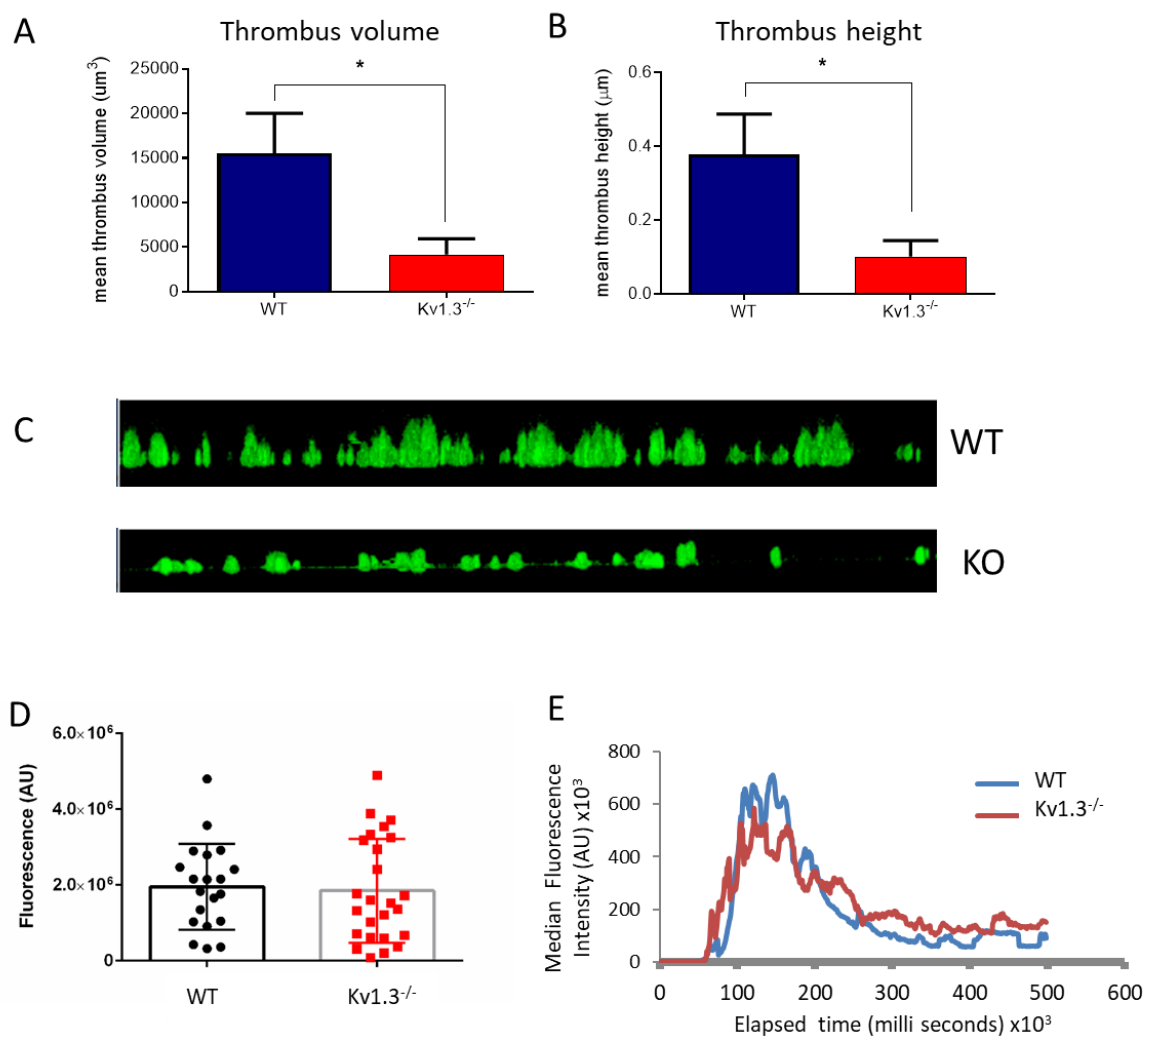 A
Thrombus volume
mean thrombus volume (um³)
25000
20000
15000
10000
5000
0
*
WT
Kv1.3⁻/⁻
B
Thrombus height
mean thrombus height (μm)
0.6
0.4
0.2
0.0
*
WT
Kv1.3⁻/⁻
C
WT
KO
D
Fluorescence (AU)
6.0×10⁶
4.0×10⁶
2.0×10⁶
0
WT
Kv1.3⁻/⁻
E
Median Fluorescence
Intensity (AU) x10³
800
600
400
200
0
WT
Kv1.3⁻/⁻
0 100 200 300 400 500 600
Elapsed time (milli seconds) x10³